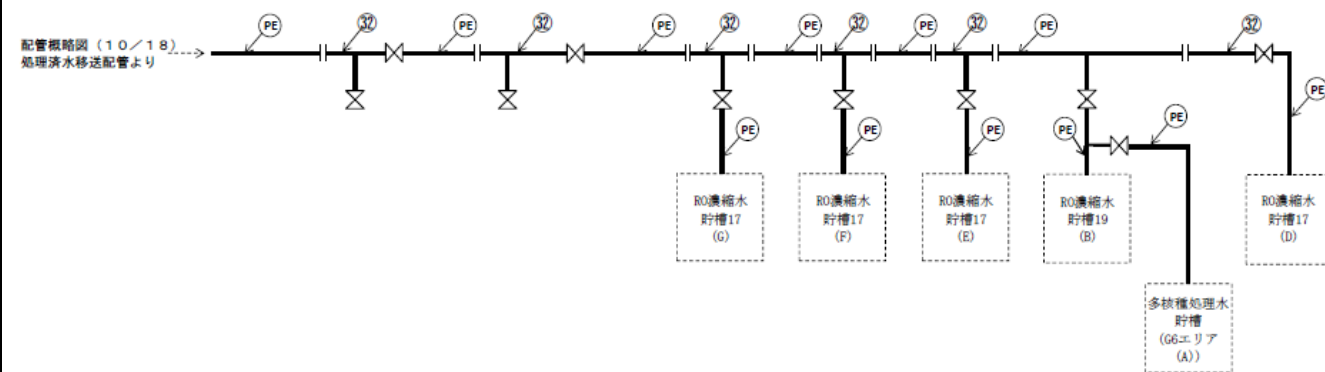 PE
㉜
PE
㉜
PE
㉜
PE
㉜
PE
㉜
PE
㉜
配管概略図（１０／１８）
処理済水移送配管より
PE
PE
PE
PE
PE
PE
PE
RO濃縮水
貯槽17
(G)
RO濃縮水
貯槽17
(F)
RO濃縮水
貯槽17
(E)
RO濃縮水
貯槽19
(B)
RO濃縮水
貯槽17
(D)
多核種処理水
貯槽
(G6エリア
(A))